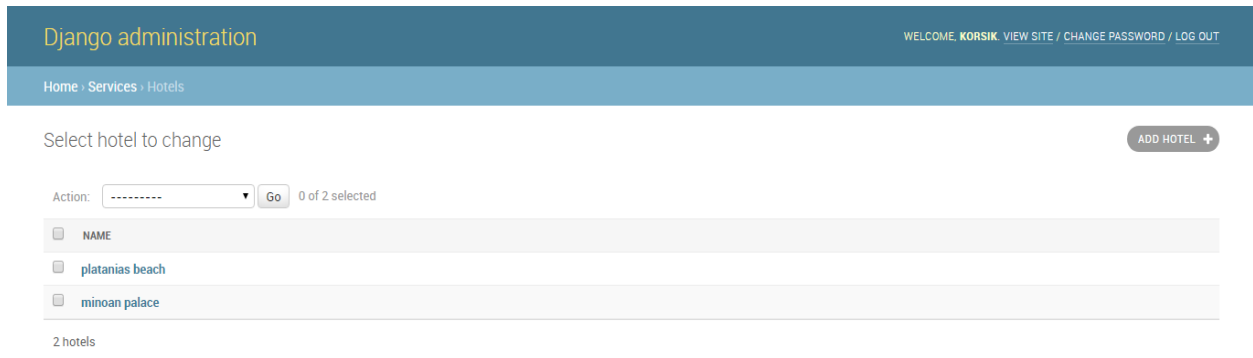 Django administration
WELCOME, KORSIK. VIEW SITE / CHANGE PASSWORD / LOG OUT
Home › Services › Hotels
Select hotel to change
ADD HOTEL +
Action: --------- Go 0 of 2 selected
NAME
platanias beach
minoan palace
2 hotels